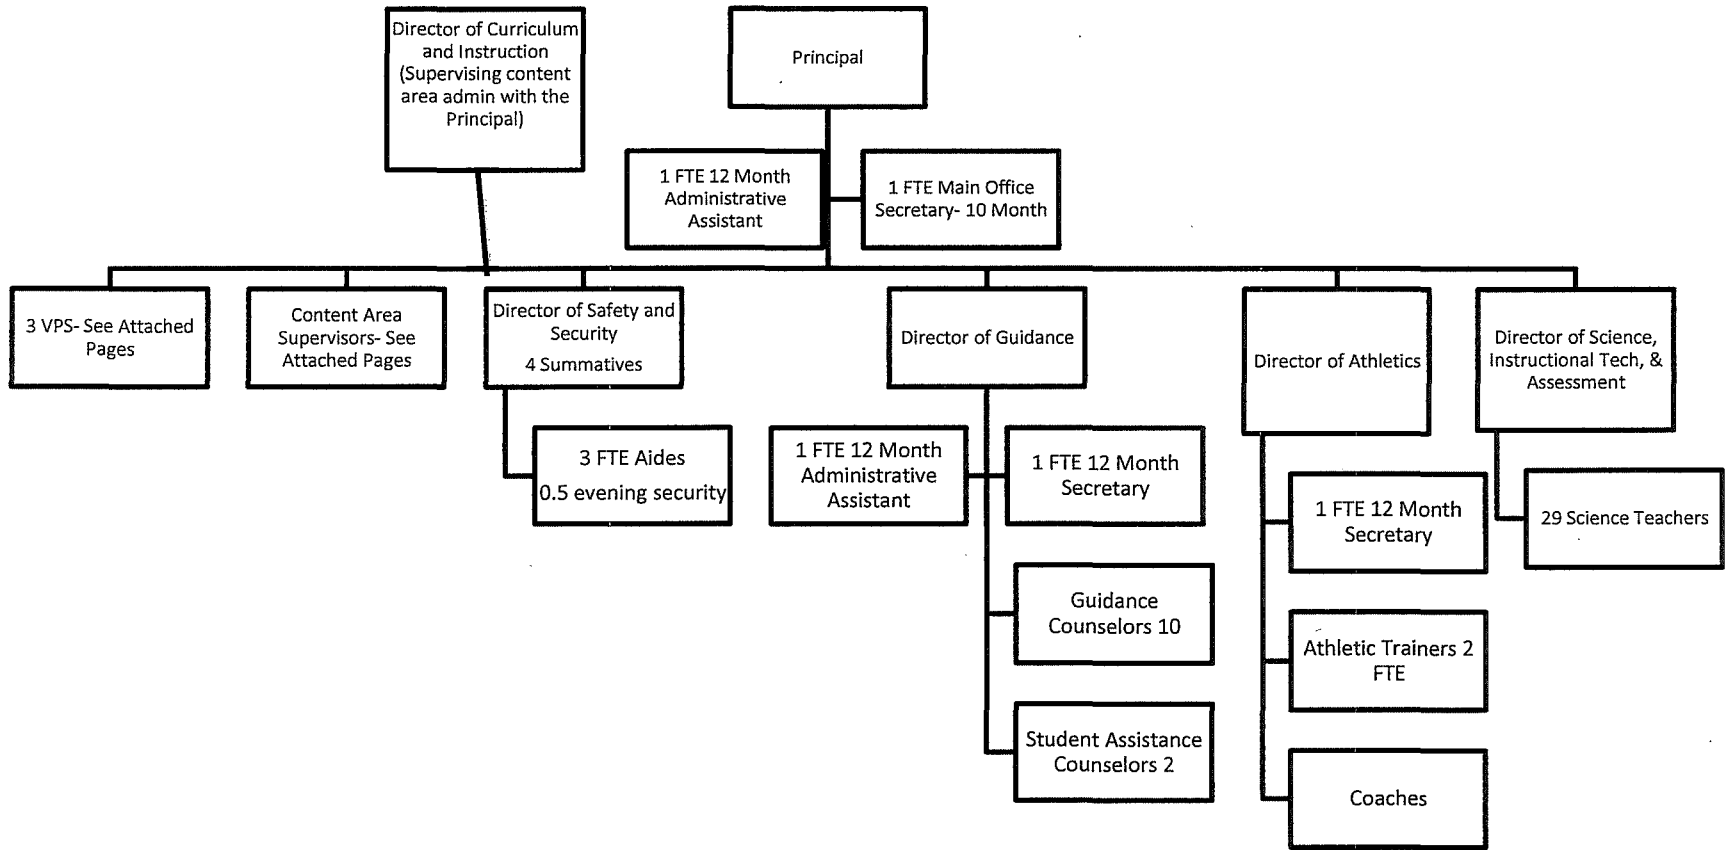 Director of Curriculum
and Instruction
(Supervising content
area admin with the
Principal)
Principal
1 FTE 12 Month
Administrative
Assistant
1 FTE Main Office
Secretary- 10 Month
3 VPS- See Attached
Pages
Content Area
Supervisors- See
Attached Pages
Director of Safety and
Security
4 Summatives
Director of Guidance
Director of Athletics
Director of Science,
Instructional Tech, &
Assessment
3 FTE Aides
0.5 evening security
1 FTE 12 Month
Administrative
Assistant
1 FTE 12 Month
Secretary
Guidance
Counselors 10
Student Assistance
Counselors 2
1 FTE 12 Month
Secretary
Athletic Trainers 2
FTE
Coaches
29 Science Teachers